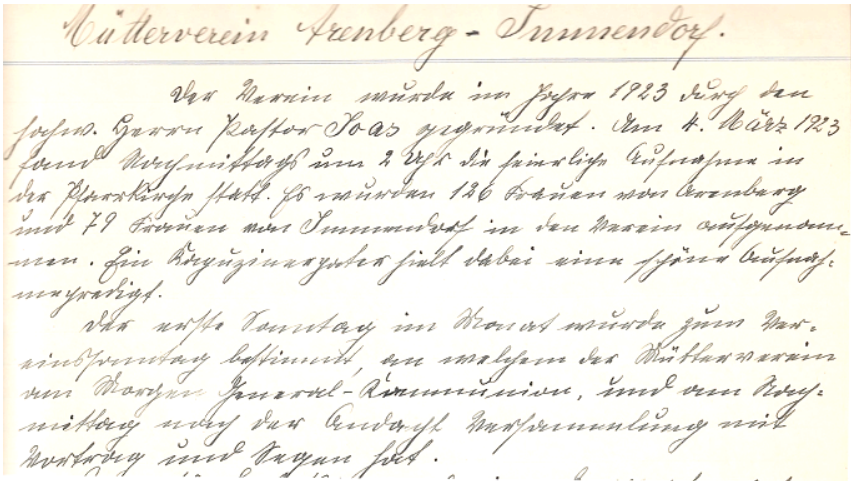 Mütterverein Arenberg - Immendorf.
Der Verein wurde im Jahre 1923 durch den
hochw. Herrn Pastor Joas gegründet. Am 4. März 1923
fand Nachmittags um 2 Uhr die feierliche Aufnahme in
der Pfarrkirche statt. Es wurden 126 Frauen von Arenberg
und 79 Frauen von Immendorf in den Verein aufgenom-
men. Ein Kapuzinerpater hielt dabei eine schöne Aufnah-
mepredigt.
Der erste Sonntag im Monat wurde zum Ver-
einssonntag bestimmt, an welchem der Mütterverein
am Morgen General-Kommunion, und am Nach-
mittag nach der Andacht Versammlung mit
Vortrag und Segen hat.